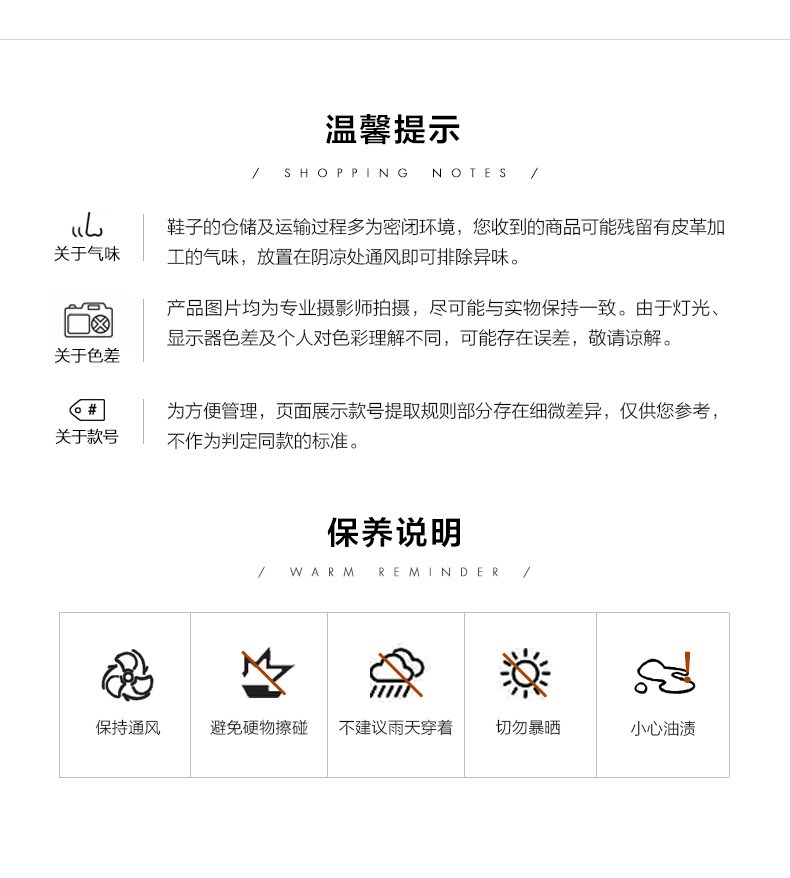 温馨提示
/ SHOPPING NOTES /
关于气味
鞋子的仓储及运输过程多为密闭环境，您收到的商品可能残留有皮革加
工的气味，放置在阴凉处通风即可排除异味。
关于色差
产品图片均为专业摄影师拍摄，尽可能与实物保持一致。由于灯光、
显示器色差及个人对色彩理解不同，可能存在误差，敬请谅解。
#
关于款号
为方便管理，页面展示款号提取规则部分存在细微差异，仅供您参考，
不作为判定同款的标准。
保养说明
/ WARM REMINDER /
保持通风
避免硬物擦碰
不建议雨天穿着
切勿暴晒
小心油渍